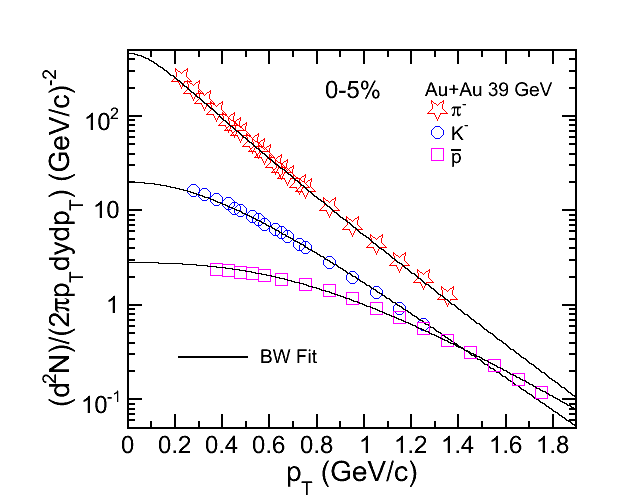 (d²N)/(2πp_T dydp_T) (GeV/c)⁻²
10²
10
1
10⁻¹
0-5%
Au+Au 39 GeV
π⁻
K⁻
p̅
BW Fit
0 0.2 0.4 0.6 0.8 1 1.2 1.4 1.6 1.8
p_T (GeV/c)